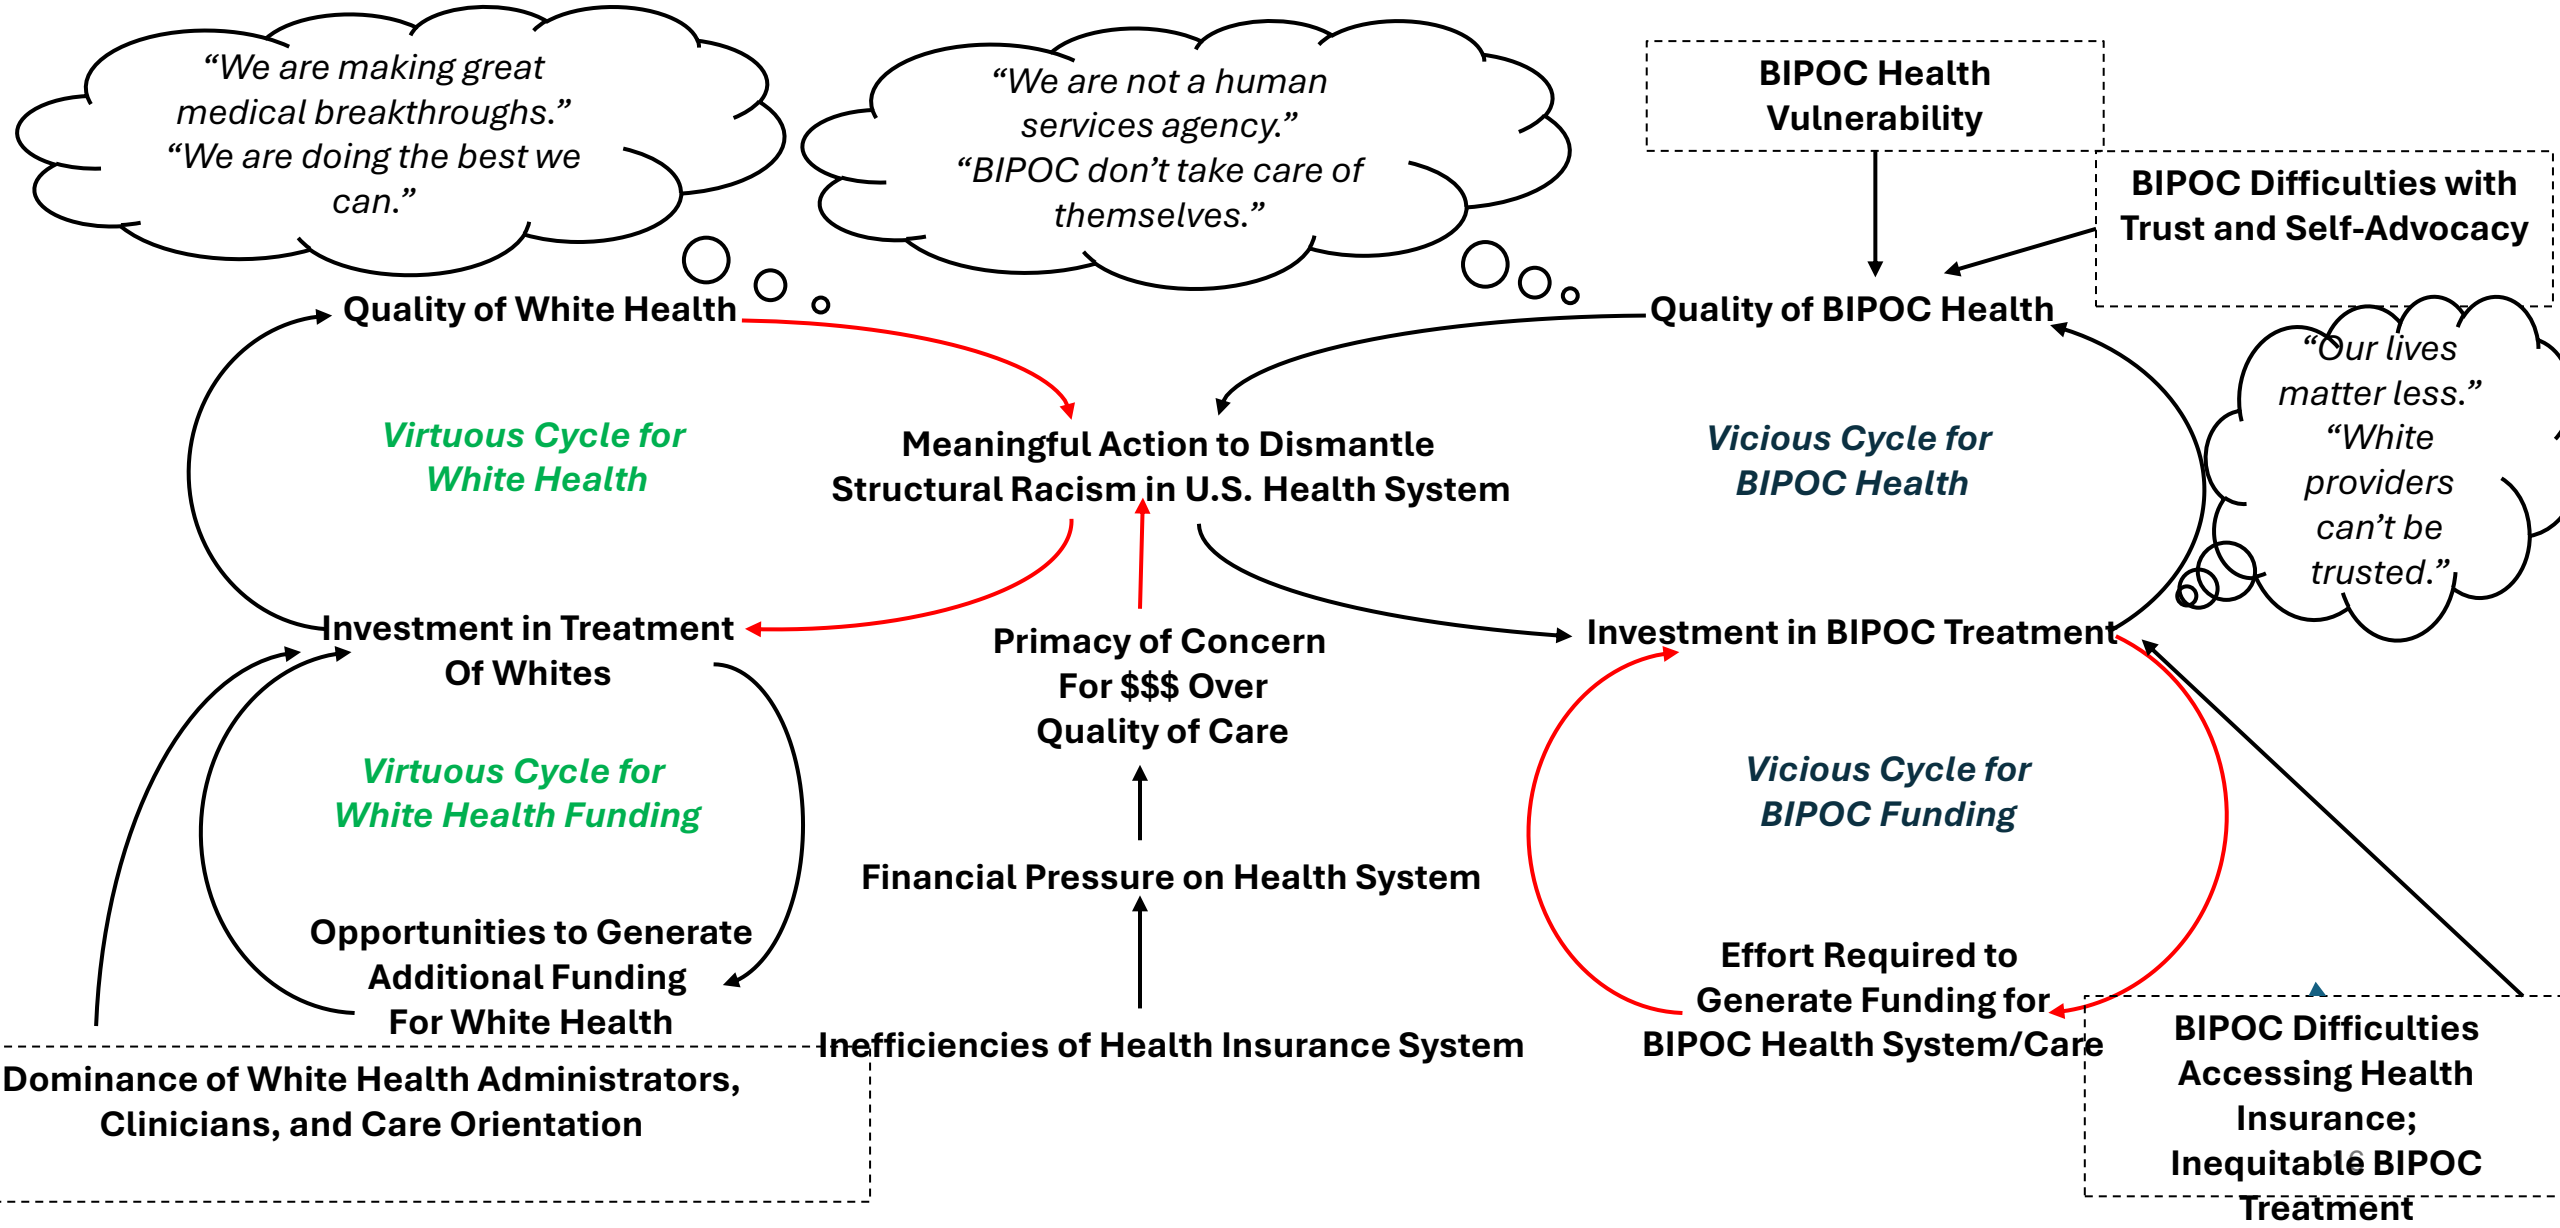 “We are making great
medical breakthroughs.”
“We are doing the best we
can.”
“We are not a human
services agency.”
“BIPOC don’t take care of
themselves.”
BIPOC Health
Vulnerability
BIPOC Difficulties with
Trust and Self-Advocacy
Quality of White Health
Quality of BIPOC Health
“Our lives
matter less.”
“White
providers
can’t be
trusted.”
Virtuous Cycle for
White Health
Meaningful Action to Dismantle
Structural Racism in U.S. Health System
Vicious Cycle for
BIPOC Health
Investment in Treatment
Of Whites
Primacy of Concern
For $$$ Over
Quality of Care
Investment in BIPOC Treatment
Virtuous Cycle for
White Health Funding
Vicious Cycle for
BIPOC Funding
Financial Pressure on Health System
Opportunities to Generate
Additional Funding
For White Health
Effort Required to
Generate Funding for
BIPOC Health System/Care
Inefficiencies of Health Insurance System
Dominance of White Health Administrators,
Clinicians, and Care Orientation
BIPOC Difficulties
Accessing Health
Insurance;
Inequitable BIPOC
Treatment